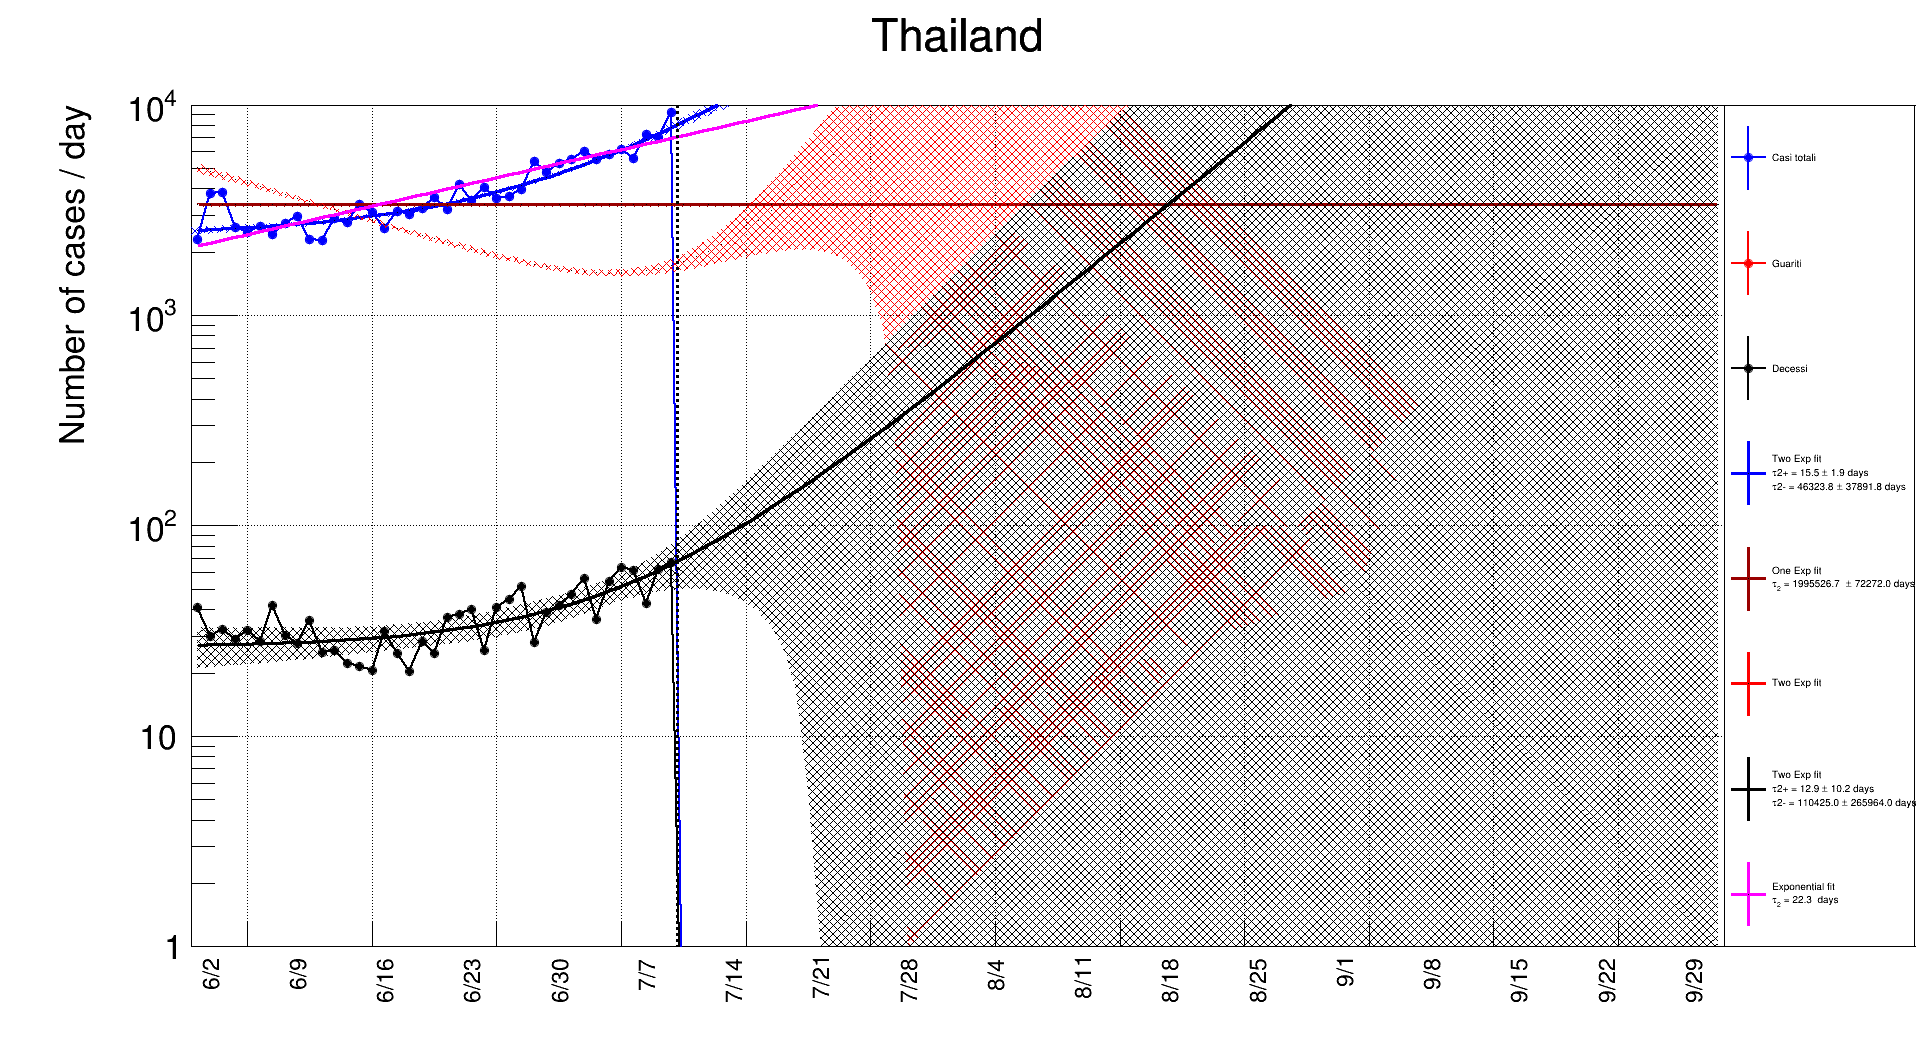 Thailand
Number of cases / day
10⁴
10³
10²
10
1
6/2
6/9
6/16
6/23
6/30
7/7
7/14
7/21
7/28
8/4
8/11
8/18
8/25
9/1
9/8
9/15
9/22
9/29
Casi totali
Guariti
Decessi
Two Exp fit
τ2+ = 15.5 ± 1.9 days
τ2- = 46323.8 ± 37891.8 days
One Exp fit
τ₂ = 1995526.7 ± 72272.0 days
Two Exp fit
Two Exp fit
τ2+ = 12.9 ± 10.2 days
τ2- = 110425.0 ± 265964.0 days
Exponential fit
τ₂ = 22.3 days